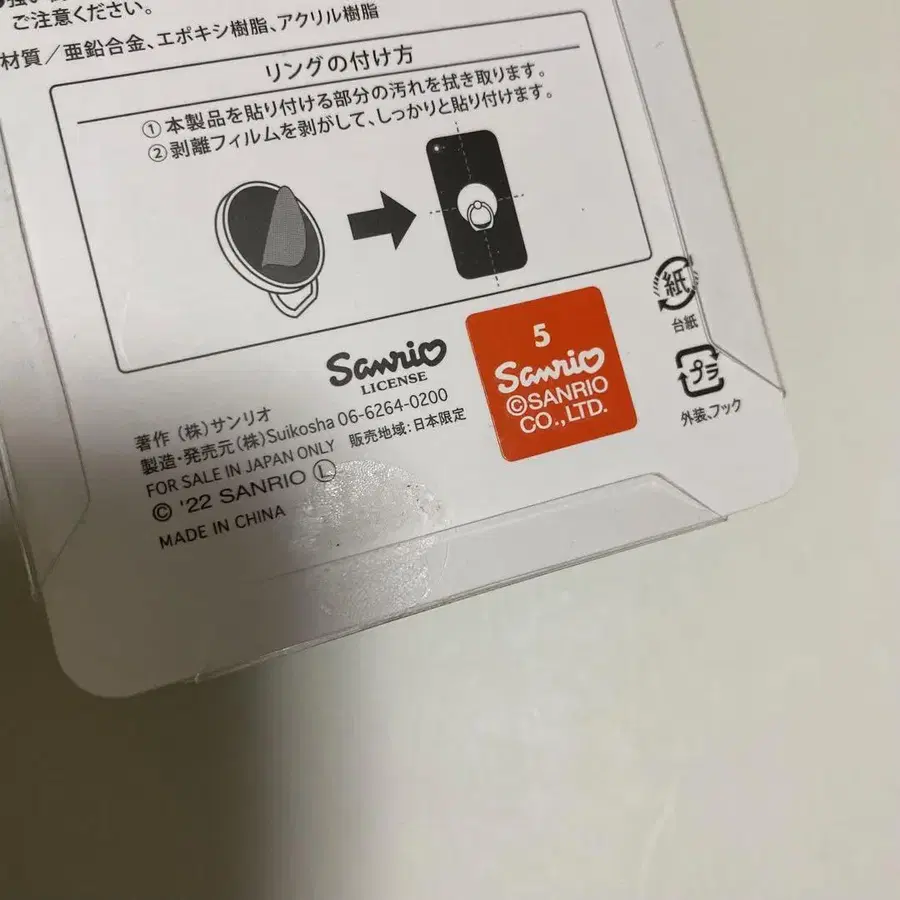 ご注意ください。
材質／亜鉛合金、エポキシ樹脂、アクリル樹脂
リングの付け方
①本製品を貼り付ける部分の汚れを拭き取ります。
②剥離フィルムを剥がして、しっかりと貼り付けます。
紙
台紙
プラ
外装、フック
Sanrio
LICENSE
5
Sanrio
©SANRIO
CO.,LTD.
著作（株）サンリオ
製造・発売元（株）Suikosha 06-6264-0200
FOR SALE IN JAPAN ONLY 販売地域：日本限定
© '22 SANRIO Ⓛ
MADE IN CHINA